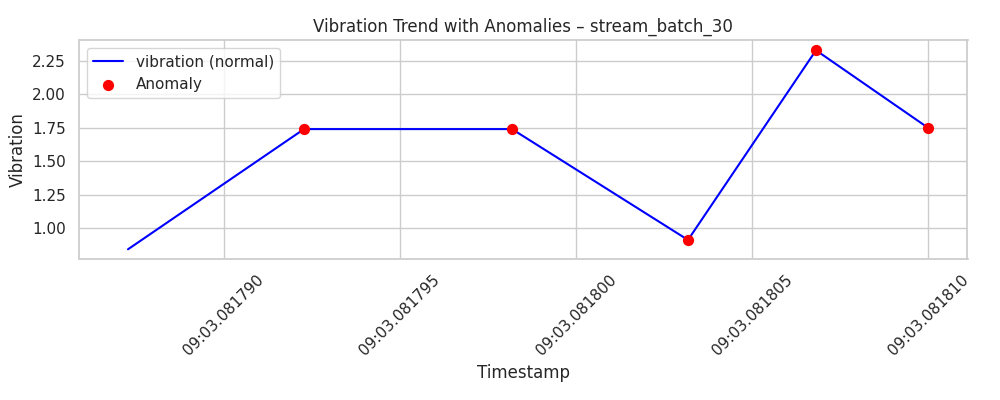 Vibration Trend with Anomalies – stream_batch_30
vibration (normal)
Anomaly
2.25
2.00
1.75
1.50
1.25
1.00
Vibration
09:03.081790
09:03.081795
09:03.081800
09:03.081805
09:03.081810
Timestamp